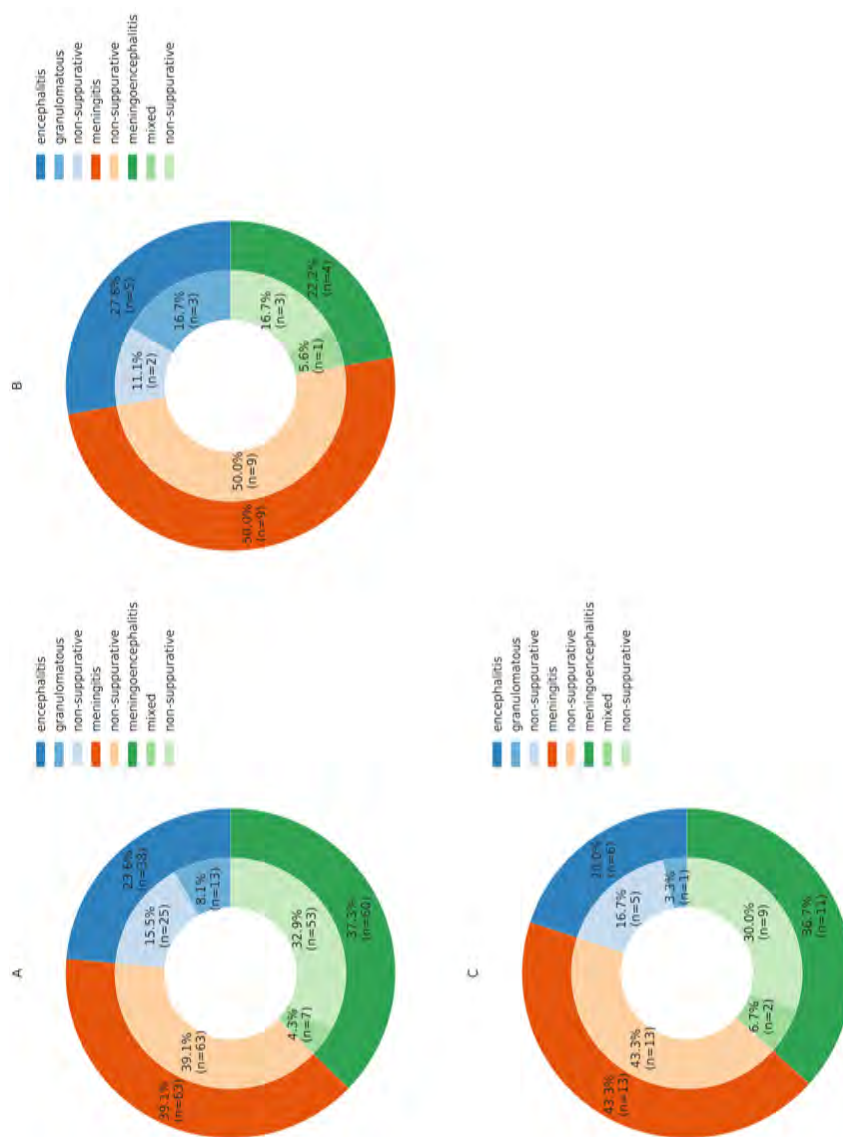 A
encephalitis
granulomatous
non-suppurative
meningitis
non-suppurative
meningoencephalitis
mixed
non-suppurative
23.6%
(n=38)
15.5%
(n=25)
8.1%
(n=13)
39.1%
(n=63)
39.1%
(n=63)
4.3%
(n=7)
32.9%
(n=53)
37.3%
(n=60)
B
encephalitis
granulomatous
non-suppurative
meningitis
non-suppurative
meningoencephalitis
mixed
non-suppurative
27.8%
(n=5)
11.1%
(n=2)
16.7%
(n=3)
50.0%
(n=9)
50.0%
(n=9)
5.6%
(n=1)
16.7%
(n=3)
22.2%
(n=4)
C
encephalitis
granulomatous
non-suppurative
meningitis
non-suppurative
meningoencephalitis
mixed
non-suppurative
20.0%
(n=6)
16.7%
(n=5)
3.3%
(n=1)
43.3%
(n=13)
43.3%
(n=13)
6.7%
(n=2)
30.0%
(n=9)
36.7%
(n=11)